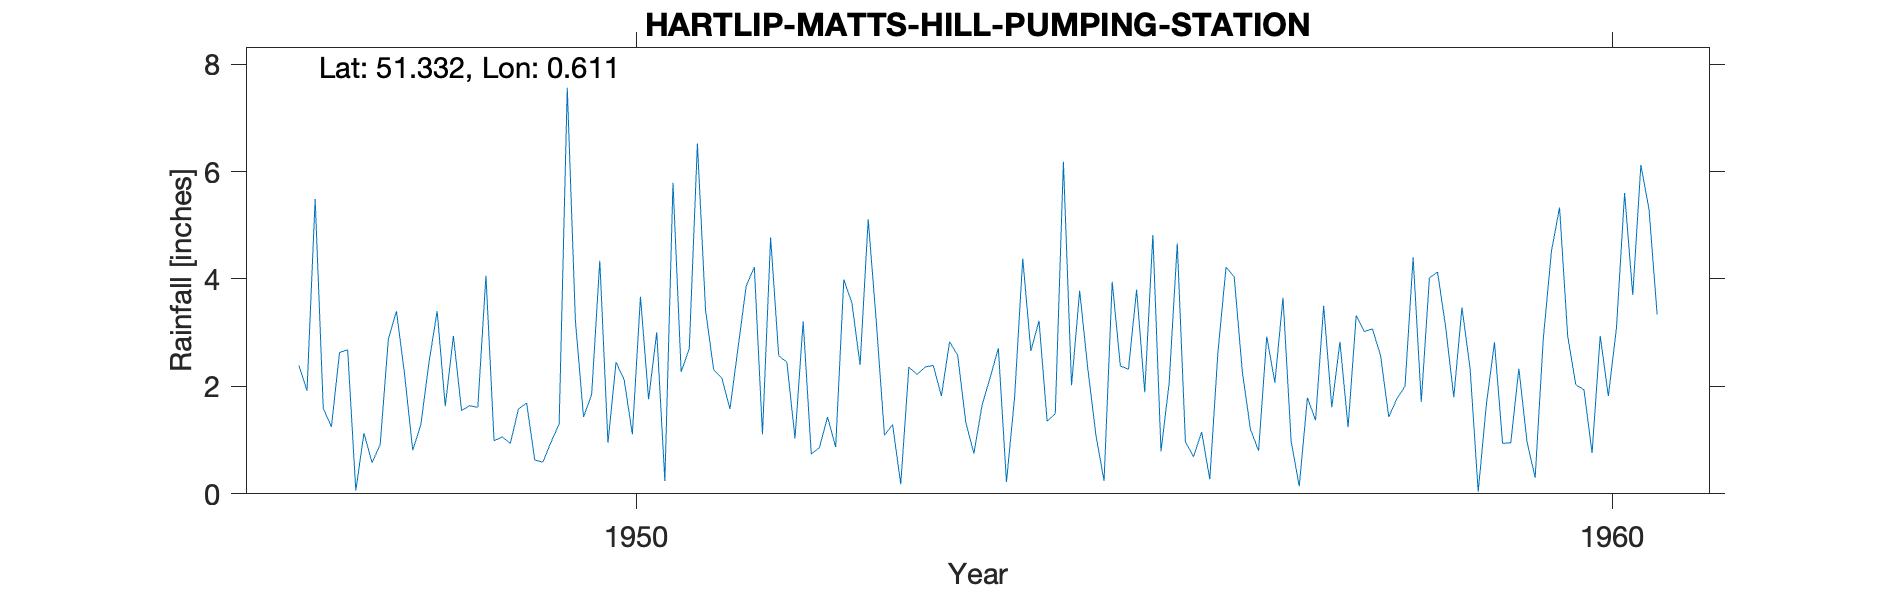 HARTLIP-MATTS-HILL-PUMPING-STATION
Lat: 51.332, Lon: 0.611
8
6
4
2
0
Rainfall [inches]
1950 1960
Year